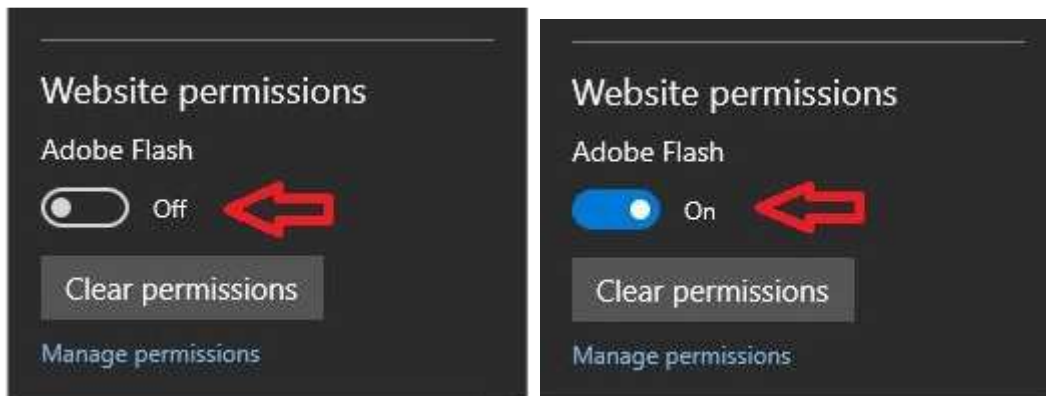 Website permissions
Adobe Flash
Off
Clear permissions
Manage permissions
Website permissions
Adobe Flash
On
Clear permissions
Manage permissions